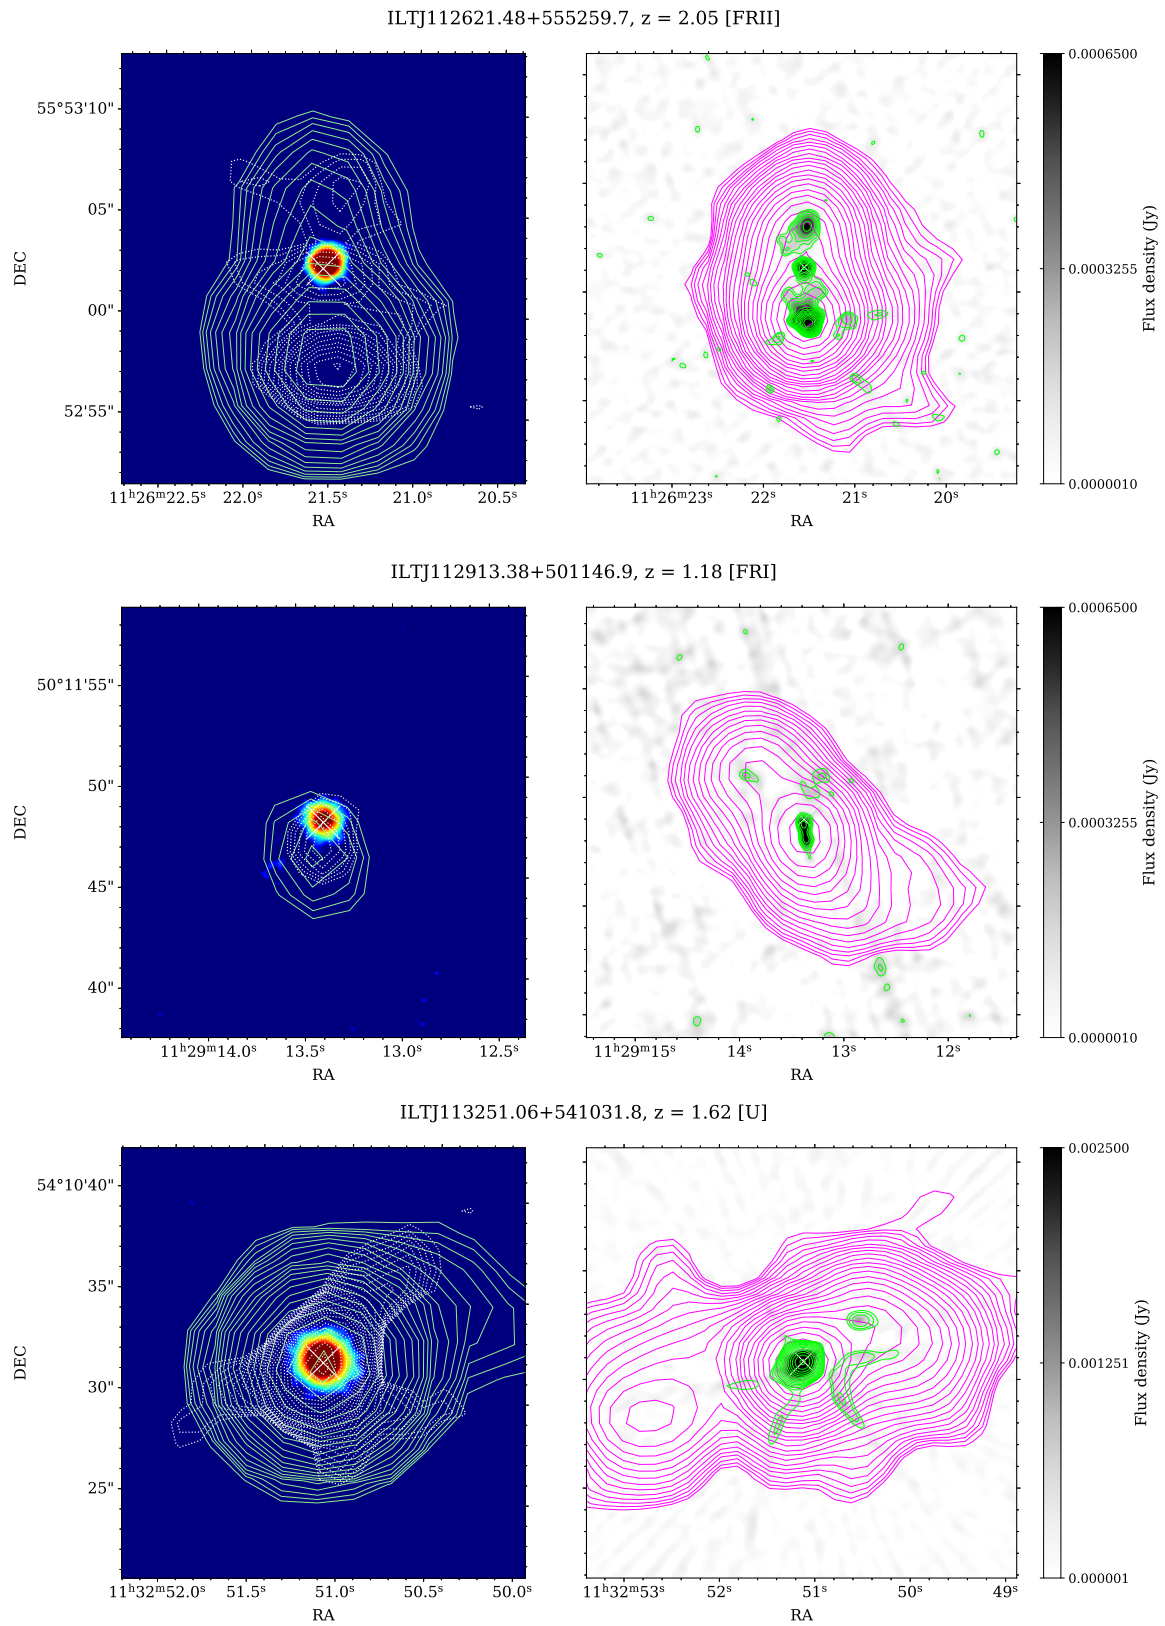 ILTJ112621.48+555259.7, z = 2.05 [FRII]
55°53'10"
05"
00"
52'55"
DEC
11ʰ26ᵐ22.5ˢ 22.0ˢ 21.5ˢ 21.0ˢ 20.5ˢ
RA
11ʰ26ᵐ23ˢ 22ˢ 21ˢ 20ˢ
RA
0.0006500
0.0003255
0.0000010
Flux density (Jy)
ILTJ112913.38+501146.9, z = 1.18 [FRI]
50°11'55"
50"
45"
40"
DEC
11ʰ29ᵐ14.0ˢ 13.5ˢ 13.0ˢ 12.5ˢ
RA
11ʰ29ᵐ15ˢ 14ˢ 13ˢ 12ˢ
RA
0.0006500
0.0003255
0.0000010
Flux density (Jy)
ILTJ113251.06+541031.8, z = 1.62 [U]
54°10'40"
35"
30"
25"
DEC
11ʰ32ᵐ52.0ˢ 51.5ˢ 51.0ˢ 50.5ˢ 50.0ˢ
RA
11ʰ32ᵐ53ˢ 52ˢ 51ˢ 50ˢ 49ˢ
RA
0.002500
0.001251
0.000001
Flux density (Jy)